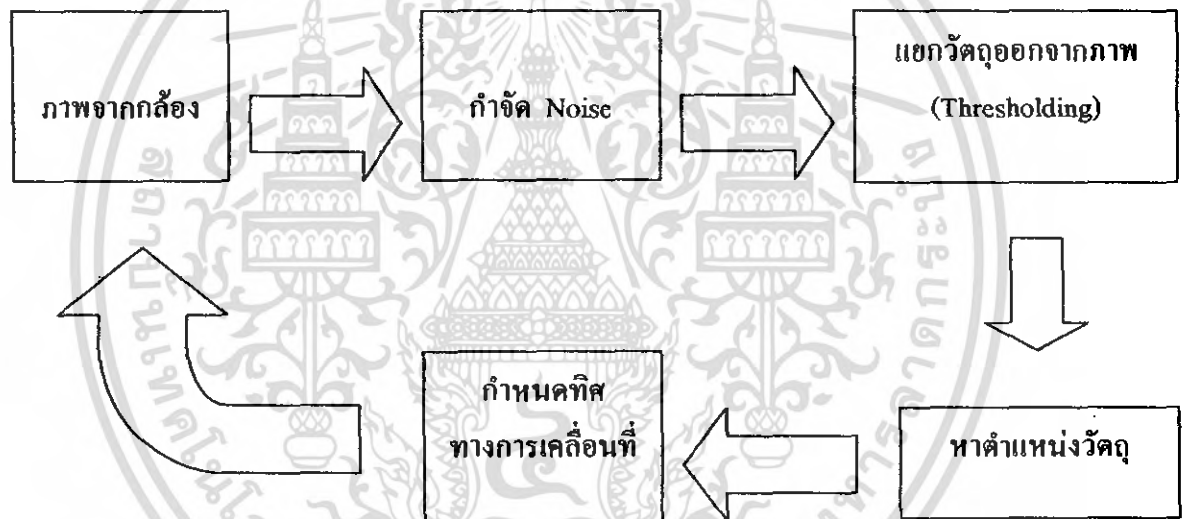 ภาพจากกล้อง
กำจัด Noise
แยกวัตถุออกจากภาพ
(Thresholding)
หาตำแหน่งวัตถุ
กำหนดทิศ
ทางการเคลื่อนที่